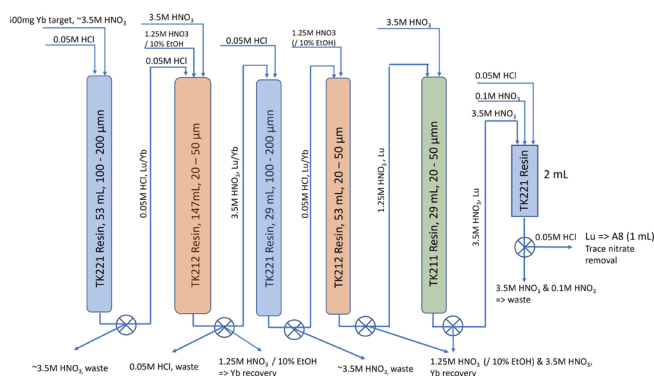 500mg Yb target, ~3.5M HNO3
0.05M HCl
3.5M HNO3
1.25M HNO3
/ 10% EtOH
0.05M HCl
0.05M HCl
1.25M HNO3
(/ 10% EtOH)
3.5M HNO3
0.05M HCl
0.1M HNO3
3.5M HNO3
TK221 Resin, 53 mL, 100 - 200 µmn
0.05M HCl, Lu/Yb
TK212 Resin, 147mL, 20 – 50 µm
3.5M HNO3, Lu/Yb
TK221 Resin, 29 mL, 100 - 200 µm
0.05M HCl, Lu/Yb
TK212 Resin, 53 mL, 20 – 50 µm
1.25M HNO3, Lu
TK211 Resin, 29 mL, 20 - 50 µm
3.5M HNO3, Lu
TK221 Resin
2 mL
0.05M HCl
Lu => A8 (1 mL)
Trace nitrate
removal
3.5M HNO3 & 0.1M HNO3
=> waste
~3.5M HNO3, waste
0.05M HCl, waste
1.25M HNO3 / 10% EtOH
=> Yb recovery
~3.5M HNO3, waste
1.25M HNO3 (/ 10% EtOH) & 3.5M HNO3,
Yb recovery